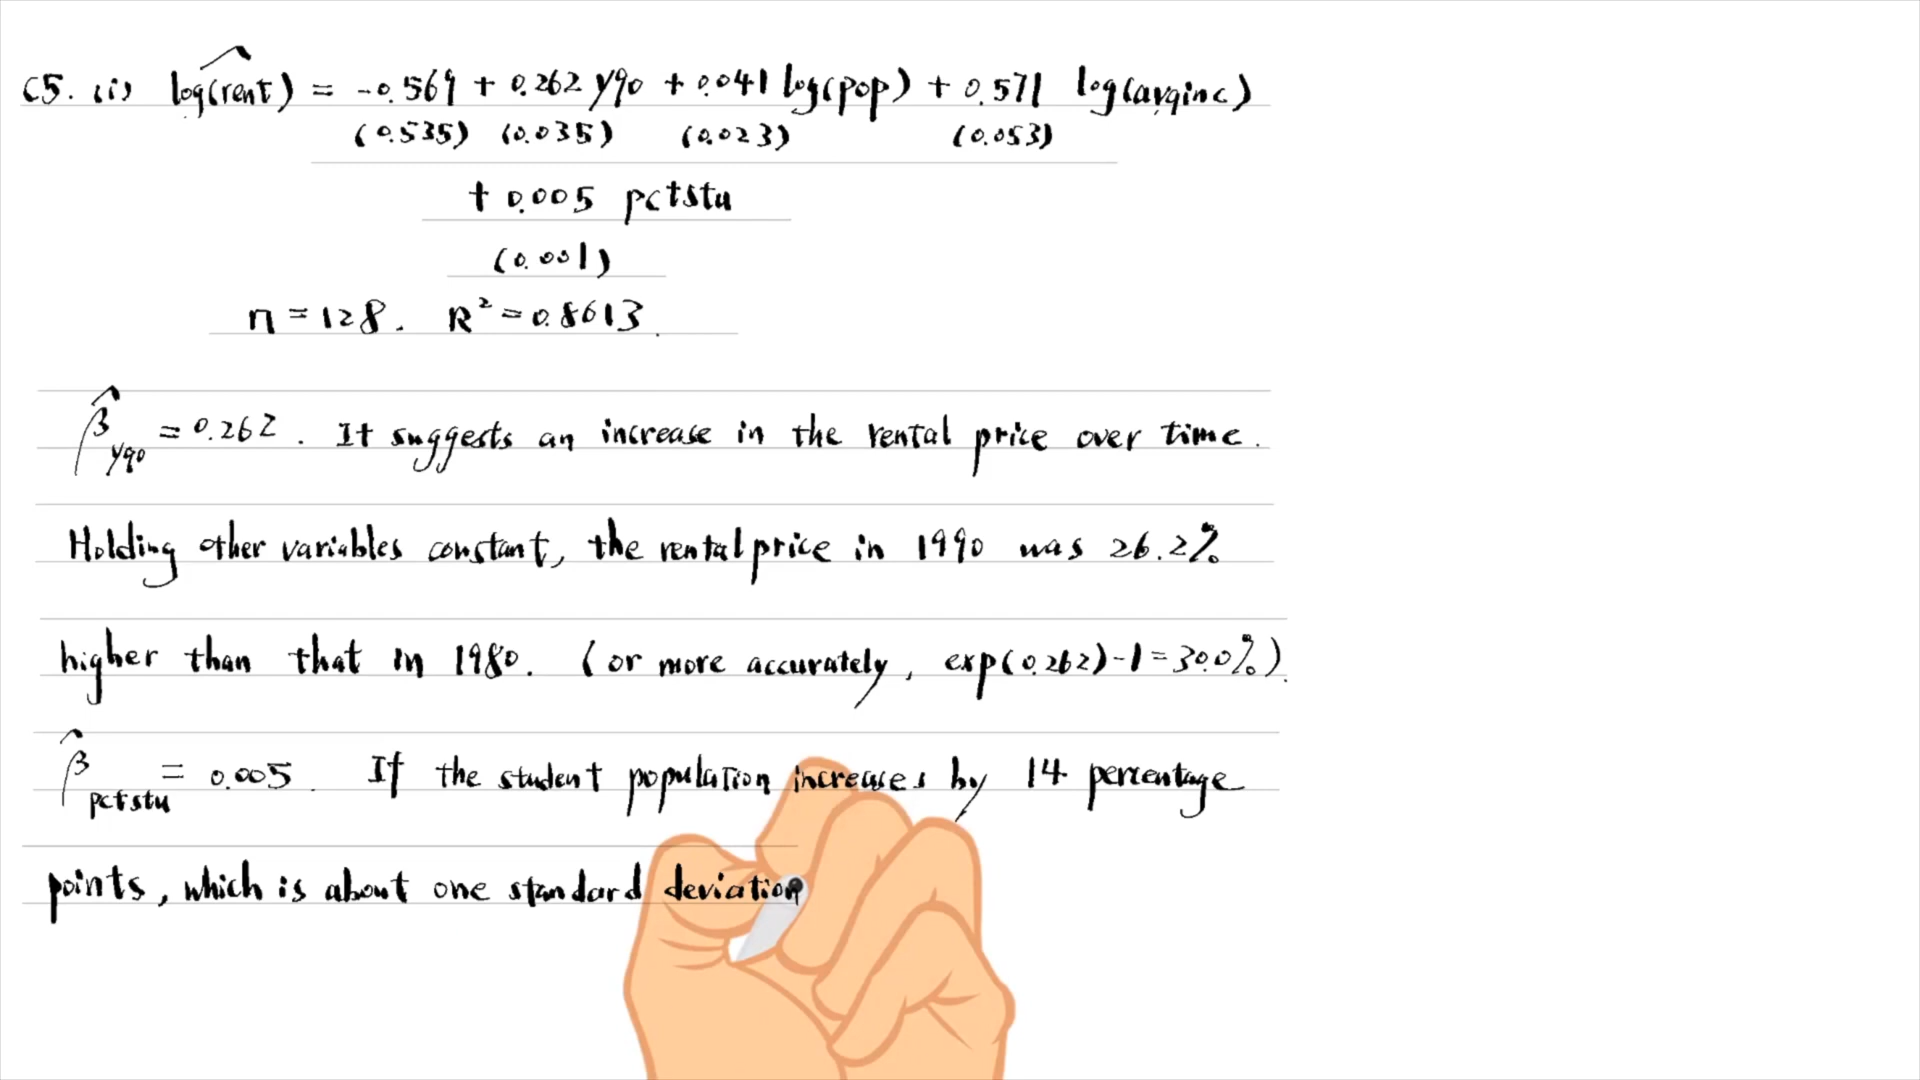 C5. (i) log(rent)^ = -0.569 + 0.262 y90 + 0.041 log(pop) + 0.571 log(avginc)
(0.535) (0.035) (0.023) (0.053)
+ 0.005 pctstu
(0.001)
n = 128. R² = 0.8613.
β̂y90 = 0.262. It suggests an increase in the rental price over time.
Holding other variables constant, the rental price in 1990 was 26.2%
higher than that in 1980. (or more accurately, exp(0.262)-1=30.0%).
β̂pctstu = 0.005. If the student population increases by 14 percentage
points, which is about one standard deviation